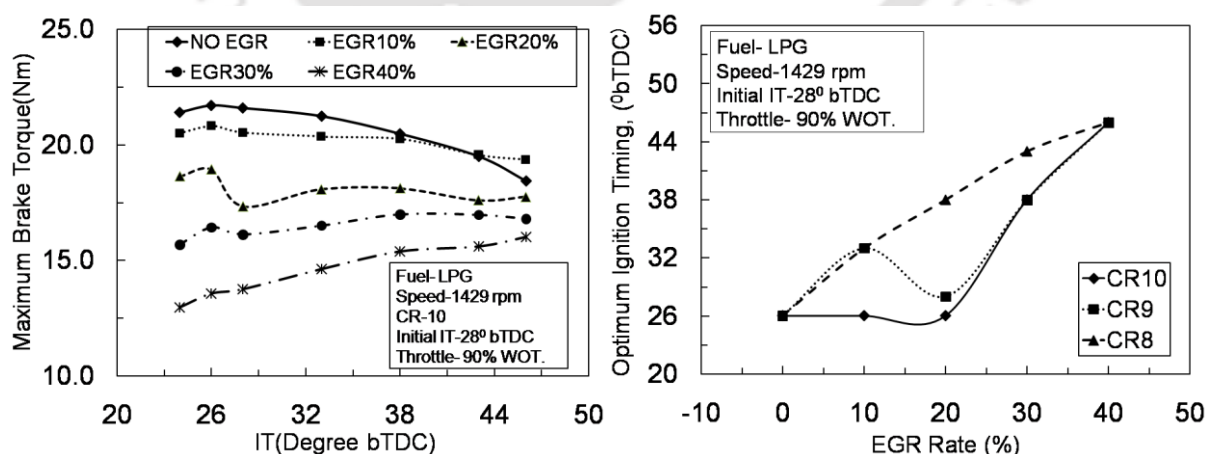 25.0
20.0
15.0
10.0
Maximum Brake Torque(Nm)
NO EGR
EGR10%
EGR20%
EGR30%
EGR40%
Fuel- LPG
Speed-1429 rpm
CR-10
Initial IT-28⁰ bTDC
Throttle- 90% WOT.
20
26
32
38
44
50
IT(Degree bTDC)
56
50
44
38
32
26
20
Optimum Ignition Timing, (⁰bTDC)
Fuel- LPG
Speed-1429 rpm
Initial IT-28⁰ bTDC
Throttle- 90% WOT.
CR10
CR9
CR8
-10
0
10
20
30
40
50
EGR Rate (%)